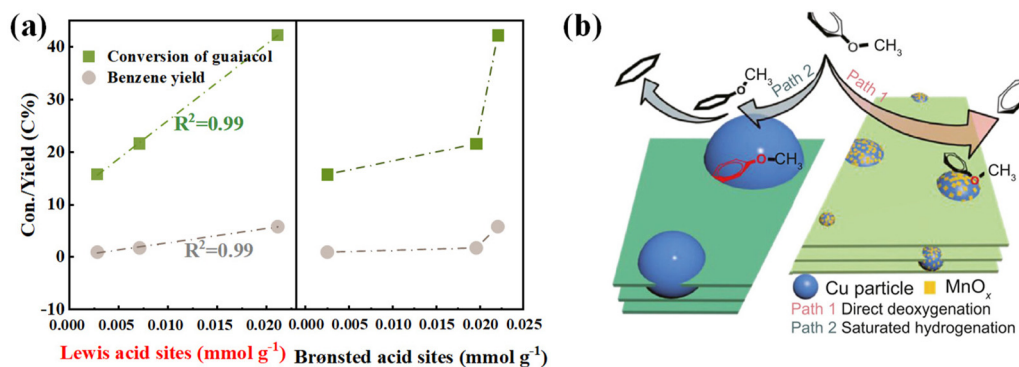 (a)
40
30
20
10
0
-10
Con./Yield (C%)
Conversion of guaiacol
Benzene yield
R²=0.99
R²=0.99
0.000 0.005 0.010 0.015 0.020
0.000 0.005 0.010 0.015 0.020 0.025
Lewis acid sites (mmol g⁻¹)
Brønsted acid sites (mmol g⁻¹)
(b)
O-CH₃
CH₃
O
Path 2
Path 1
O-CH₃
CH₃
O
Cu particle MnOₓ
Path 1 Direct deoxygenation
Path 2 Saturated hydrogenation